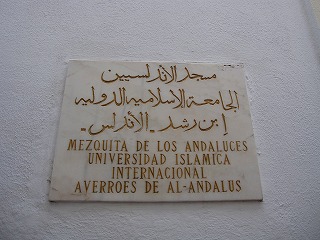 مسجد الأندلسيين
الجامعة الإسلامية الدولية
إبن رشد - الأندلس -
MEZQUITA DE LOS ANDALUCES
UNIVERSIDAD ISLAMICA
INTERNACIONAL
AVERROES DE AL-ANDALUS